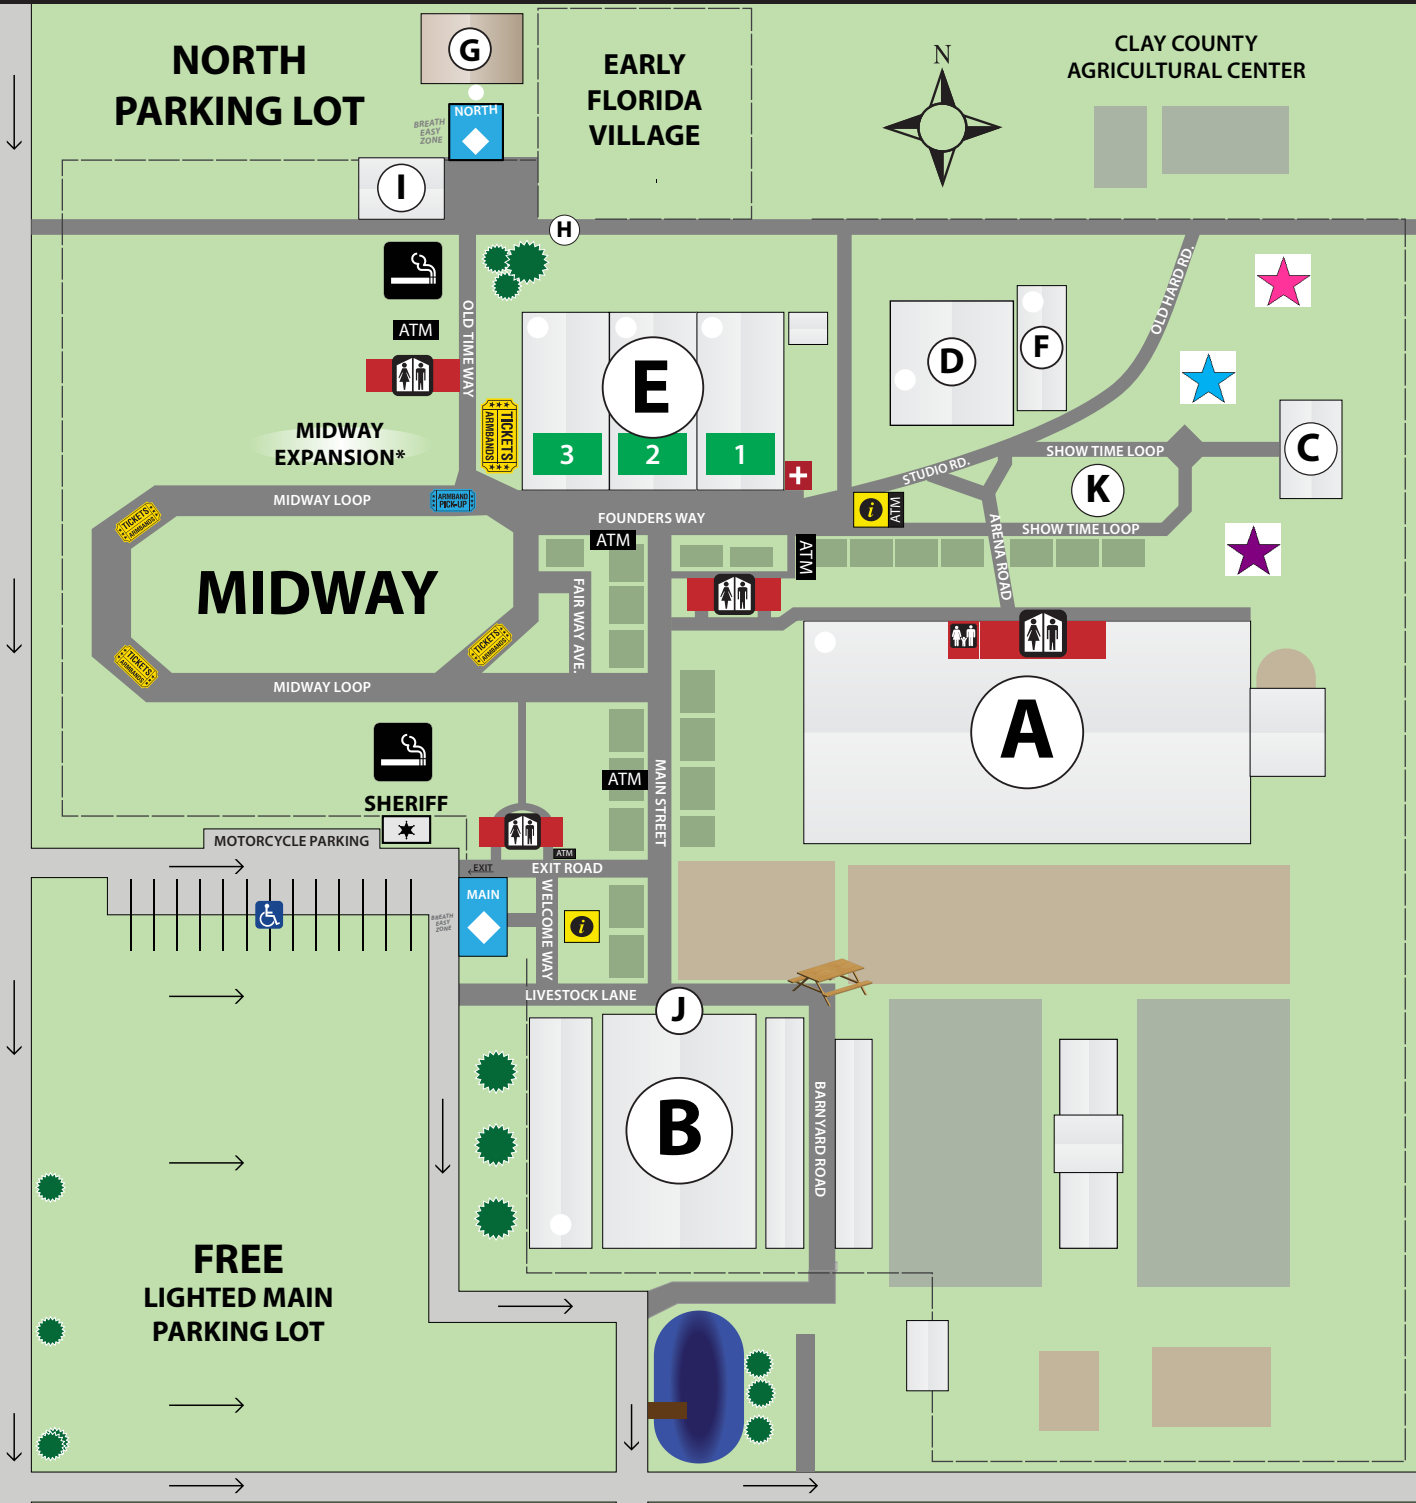 NORTH
PARKING LOT
G
NORTH
BREATH
EASY
ZONE
EARLY
FLORIDA
VILLAGE
N
CLAY COUNTY
AGRICULTURAL CENTER
I
H
ATM
OLD TIME WAY
OLD HARD RD.
E
D
F
3
2
1
TICKETS
ARMBANDS
MIDWAY
EXPANSION*
C
SHOW TIME LOOP
STUDIO RD.
K
MIDWAY LOOP
ARMBAND
PICK-UP
TICKETS
ARMBANDS
FOUNDERS WAY
i
ATM
SHOW TIME LOOP
ATM
ATM
ARENA ROAD
MIDWAY
FAIR WAY AVE.
TICKETS
ARMBANDS
TICKETS
ARMBANDS
MIDWAY LOOP
A
ATM
MAIN STREET
SHERIFF
MOTORCYCLE PARKING
ATM
EXIT
EXIT ROAD
MAIN
BREATH
EASY
ZONE
WELCOME WAY
i
LIVESTOCK LANE
J
B
BARNYARD ROAD
FREE
LIGHTED MAIN
PARKING LOT